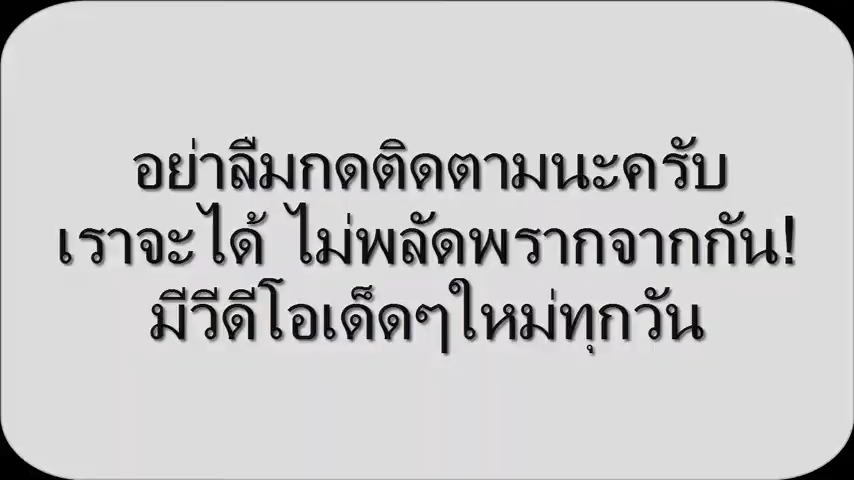 อย่าลืมกดติดตามนะครับ
เราจะได้ ไม่พลัดพรากจากกัน!
มีวีดีโอเด็ดๆใหม่ทุกวัน